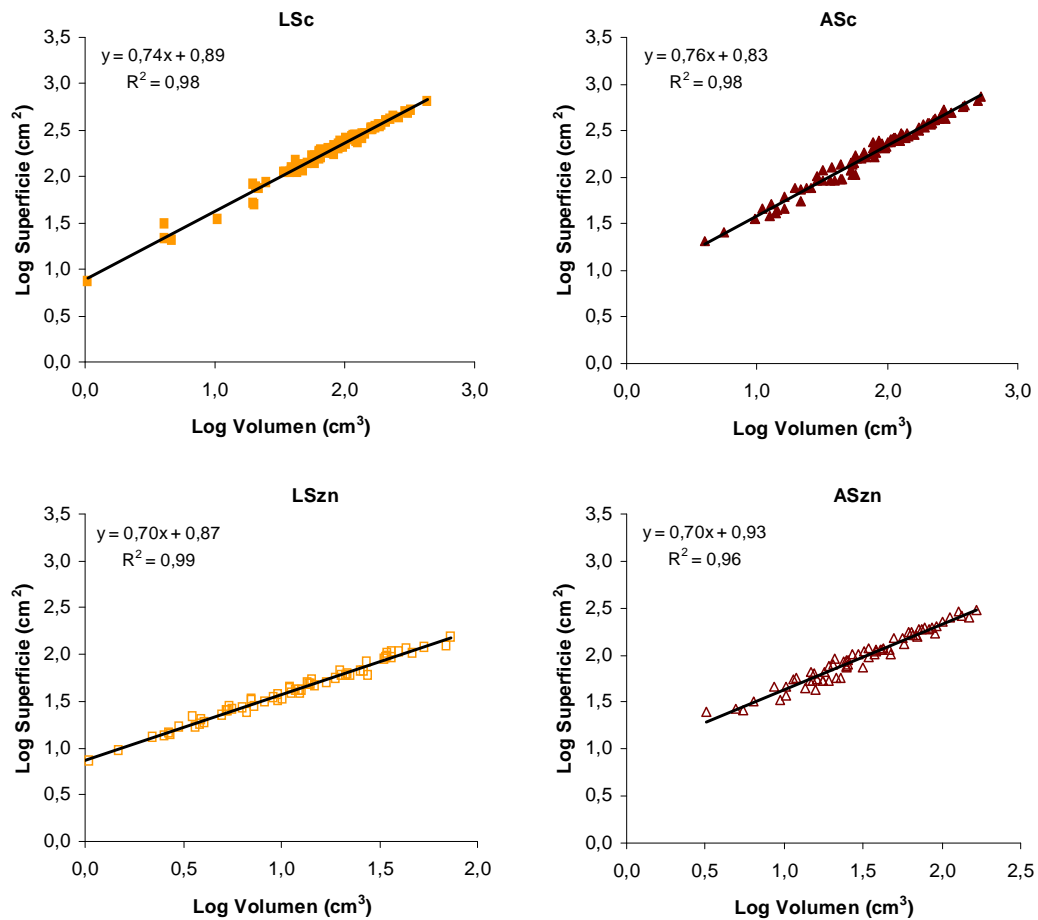 LSc
y = 0,74x + 0,89
R² = 0,98
3,5
3,0
2,5
2,0
1,5
1,0
0,5
0,0
0,0 1,0 2,0 3,0
Log Superficie (cm²)
Log Volumen (cm³)
ASc
y = 0,76x + 0,83
R² = 0,98
3,5
3,0
2,5
2,0
1,5
1,0
0,5
0,0
0,0 1,0 2,0 3,0
Log Superficie (cm²)
Log Volumen (cm³)
LSzn
y = 0,70x + 0,87
R² = 0,99
3,5
3,0
2,5
2,0
1,5
1,0
0,5
0,0
0,0 0,5 1,0 1,5 2,0
Log Superficie (cm²)
Log Volumen (cm³)
ASzn
y = 0,70x + 0,93
R² = 0,96
3,5
3,0
2,5
2,0
1,5
1,0
0,5
0,0
0,0 0,5 1,0 1,5 2,0 2,5
Log Superficie (cm²)
Log Volumen (cm³)